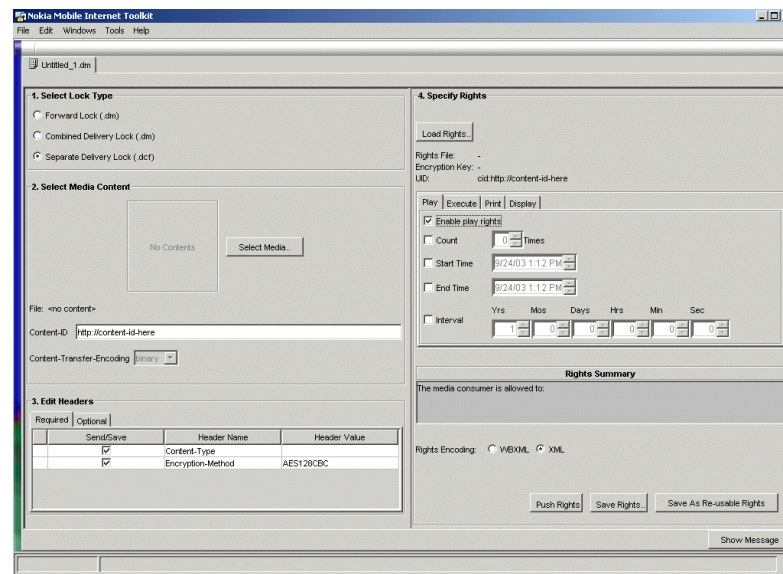 Nokia Mobile Internet Toolkit
File Edit Windows Tools Help
Untitled_1.dm
1. Select Lock Type
Forward Lock (.dm)
Combined Delivery Lock (.dm)
Separate Delivery Lock (.dcf)
2. Select Media Content
No Contents
Select Media..
File: <no content>
Content-ID http://content-id-here
Content-Transfer-Encoding binary
3. Edit Headers
Required Optional
Send/Save Header Name Header Value
Content-Type
Encryption-Method AES128CBC
4. Specify Rights
Load Rights..
Rights File: -
Encryption Key: -
UID: cid:http://content-id-here
Play Execute Print Display
Enable play rights
Count 0 Times
Start Time 9/24/03 1:12 PM
End Time 9/24/03 1:12 PM
Yrs Mos Days Hrs Min Sec
Interval 1 0 0 0 0 0
Rights Summary
The media consumer is allowed to:
Rights Encoding: WBXML XML
Push Rights Save Rights.. Save As Re-usable Rights
Show Message